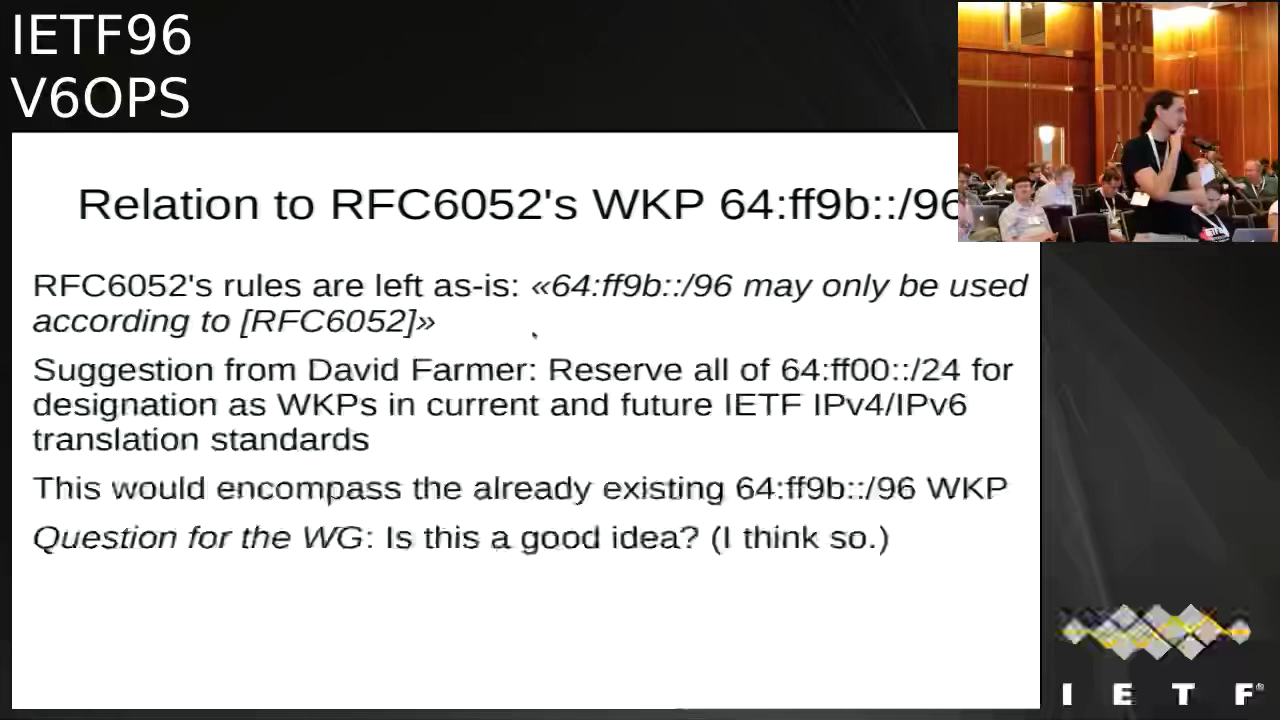 IETF96
V6OPS
Relation to RFC6052's WKP 64:ff9b::/96
RFC6052's rules are left as-is: «64:ff9b::/96 may only be used
according to [RFC6052]»
Suggestion from David Farmer: Reserve all of 64:ff00::/24 for
designation as WKPs in current and future IETF IPv4/IPv6
translation standards
This would encompass the already existing 64:ff9b::/96 WKP
Question for the WG: Is this a good idea? (I think so.)
I E T F®